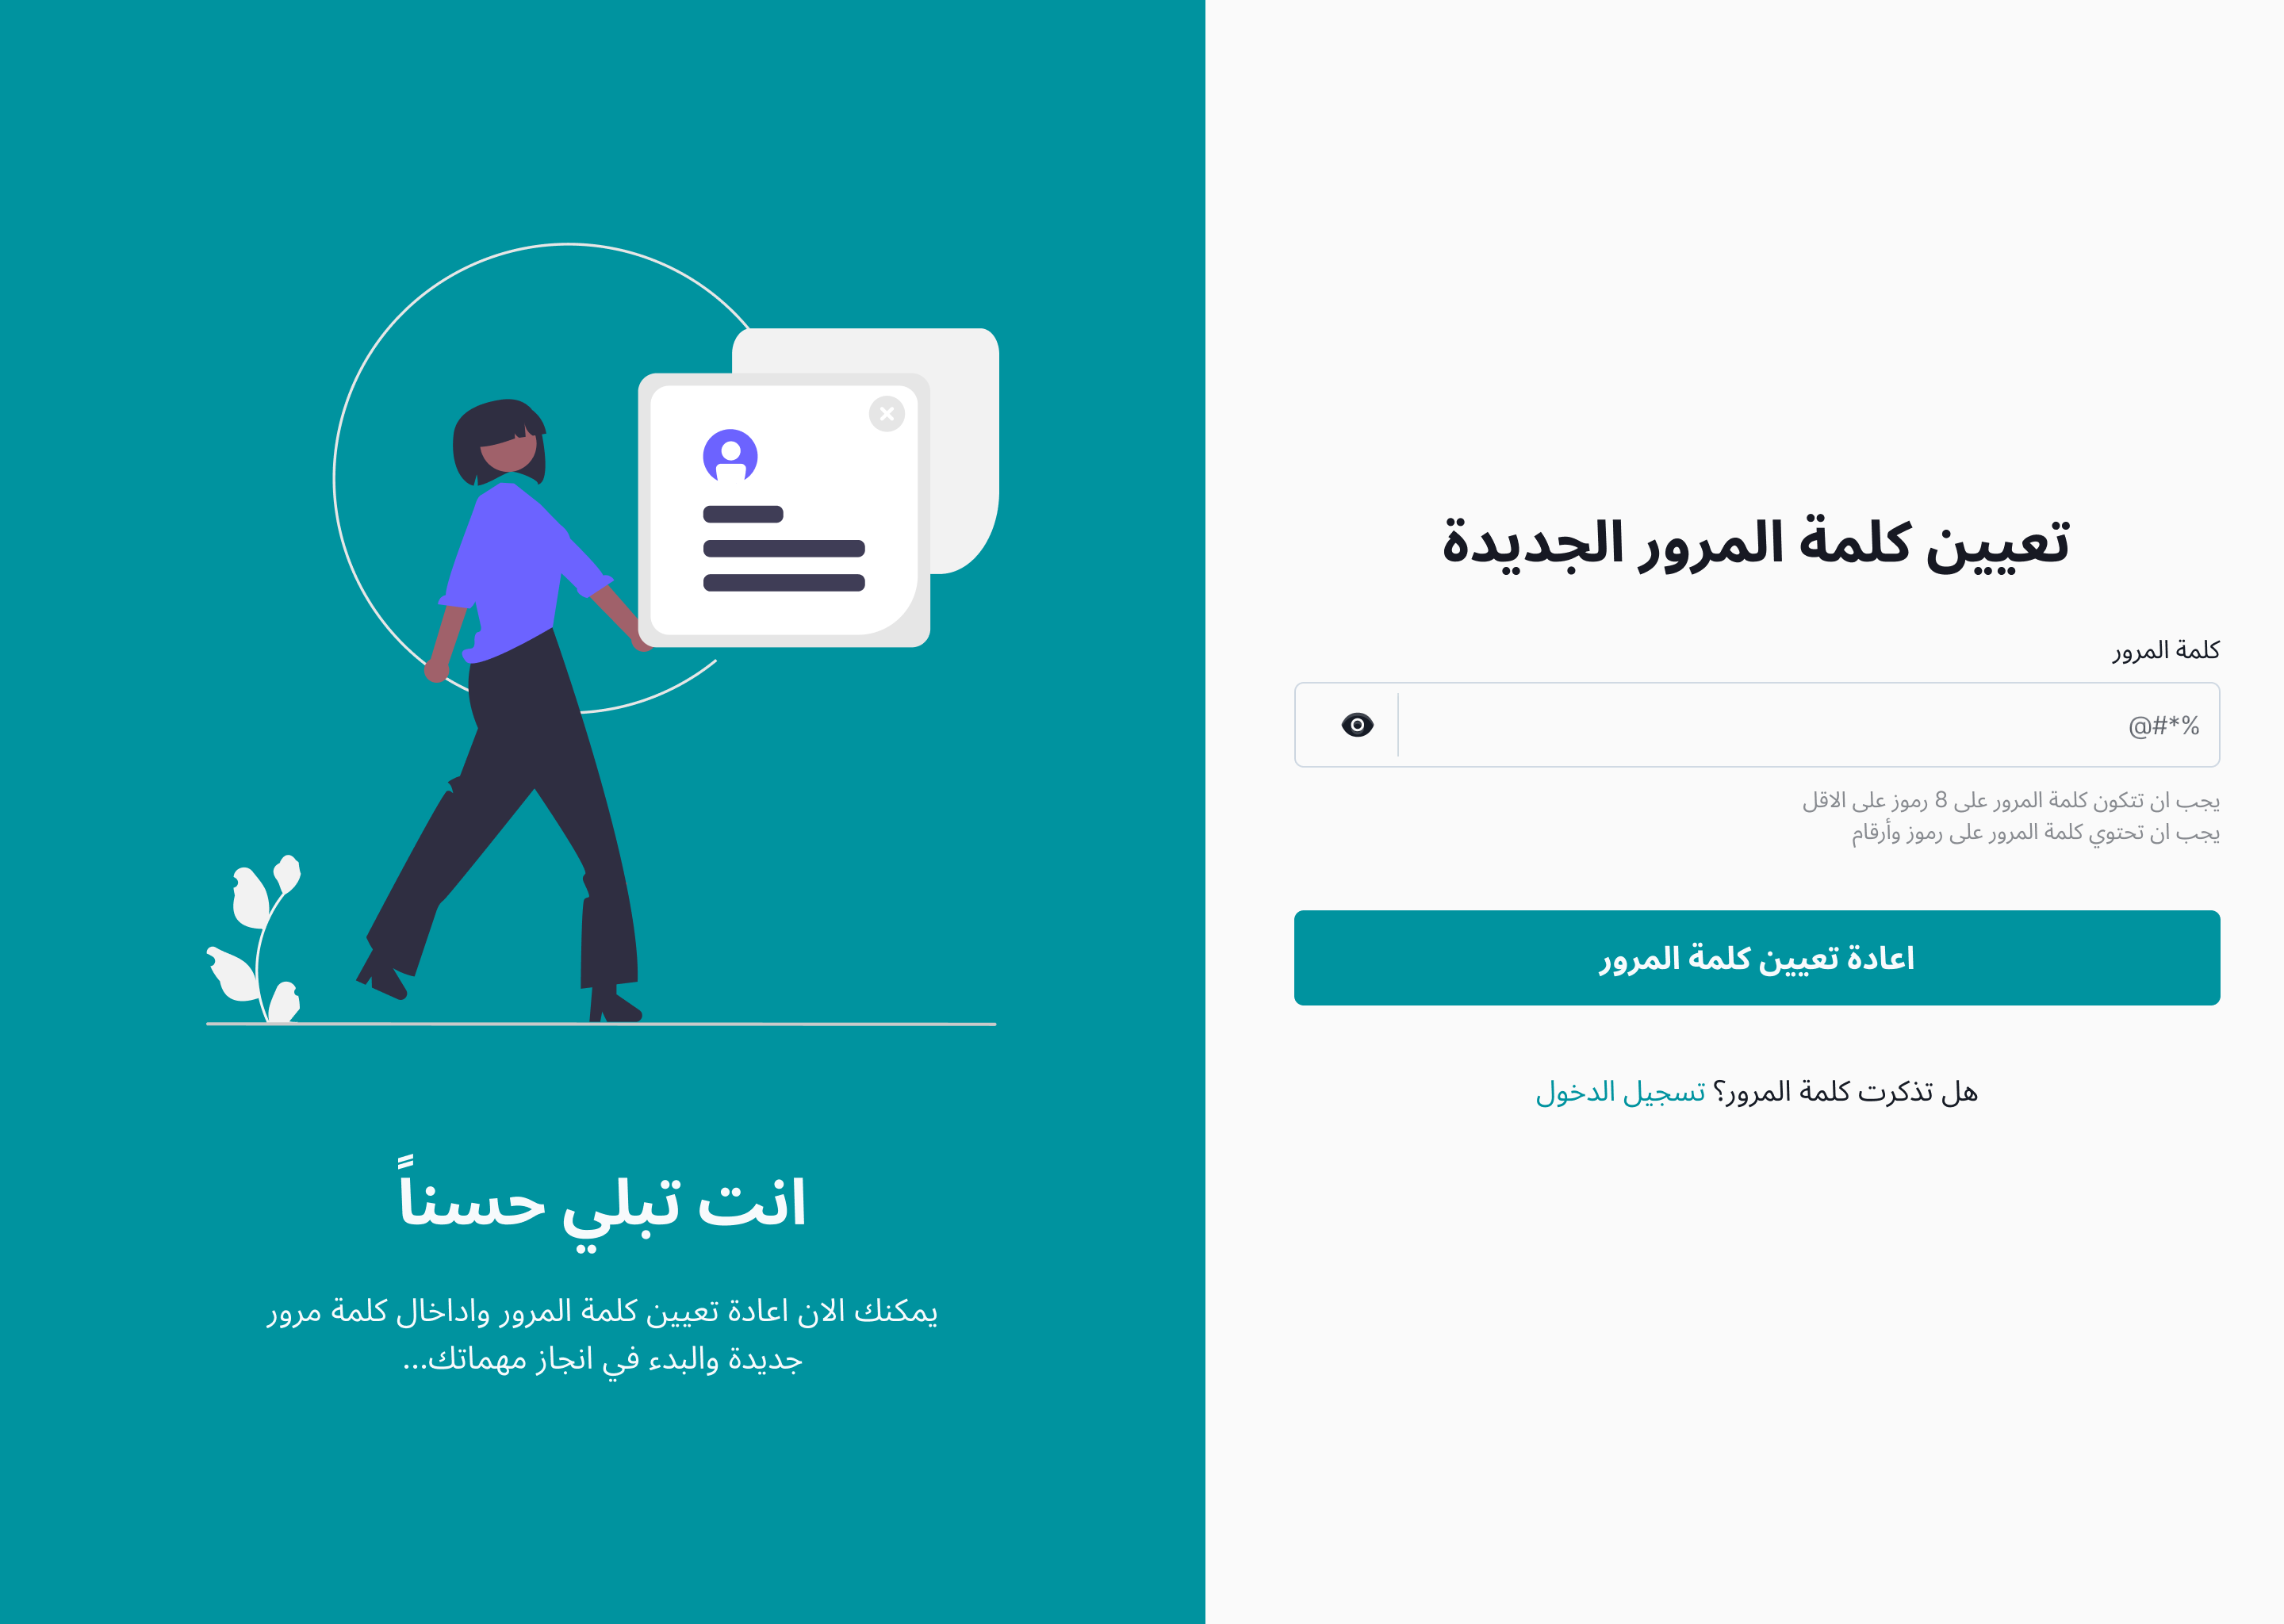 تعيين كلمة المرور الجديدة
كلمة المرور
@#*%
يجب ان تتكون كلمة المرور على 8 رموز على الاقل
يجب ان تحتوي كلمة المرور على رموز وأرقام
اعادة تعيين كلمة المرور
هل تذكرت كلمة المرور؟ تسجيل الدخول
انت تبلي حسناً
يمكنك الان اعادة تعيين كلمة المرور واداخال كلمة مرور
جديدة والبدء في انجاز مهماتك...